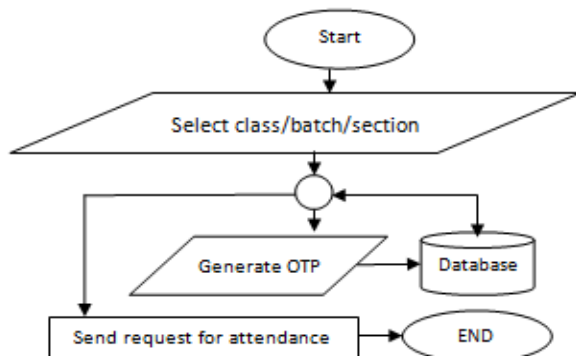 Start
Select class/batch/section
Generate OTP
Database
Send request for attendance
END